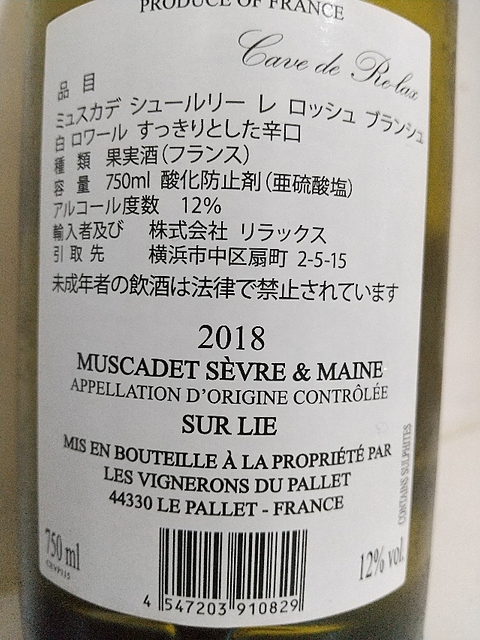 PRODUCE OF FRANCE
Cave de Re-lax
品 目
ミュスカデ シュールリー レ ロッシュ ブランシュ
白 ロワール すっきりとした辛口
種 類 果実酒(フランス)
容 量 750ml 酸化防止剤(亜硫酸塩)
アルコール度数 12%
輸入者及び 株式会社 リラックス
引 取 先 横浜市中区扇町 2-5-15
未成年者の飲酒は法律で禁止されています
2018
MUSCADET SÈVRE & MAINE
APPELLATION D'ORIGINE CONTRÔLÉE
SUR LIE
MIS EN BOUTEILLE À LA PROPRIÉTÉ PAR
LES VIGNERONS DU PALLET
44330 LE PALLET - FRANCE
CONTAINS SULPHITES
750 ml
12% vol.
4 547203 910829